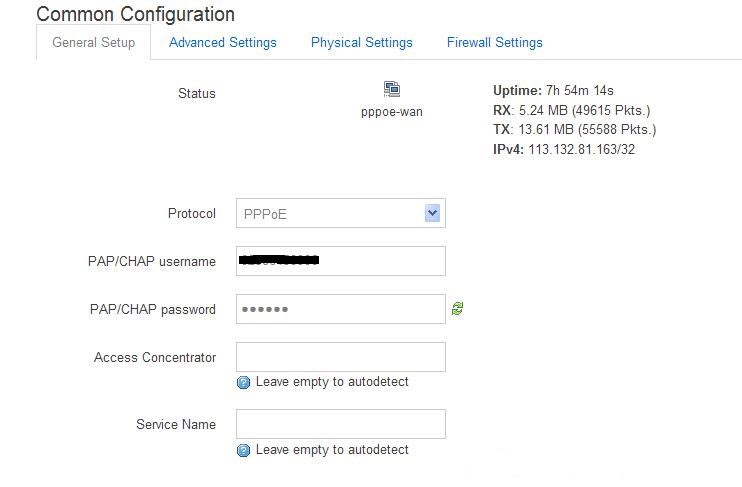 Common Configuration
General Setup Advanced Settings Physical Settings Firewall Settings
Status
pppoe-wan
Uptime: 7h 54m 14s
RX: 5.24 MB (49615 Pkts.)
TX: 13.61 MB (55588 Pkts.)
IPv4: 113.132.81.163/32
Protocol PPPoE
PAP/CHAP username
PAP/CHAP password ●●●●●●
Access Concentrator
Leave empty to autodetect
Service Name
Leave empty to autodetect